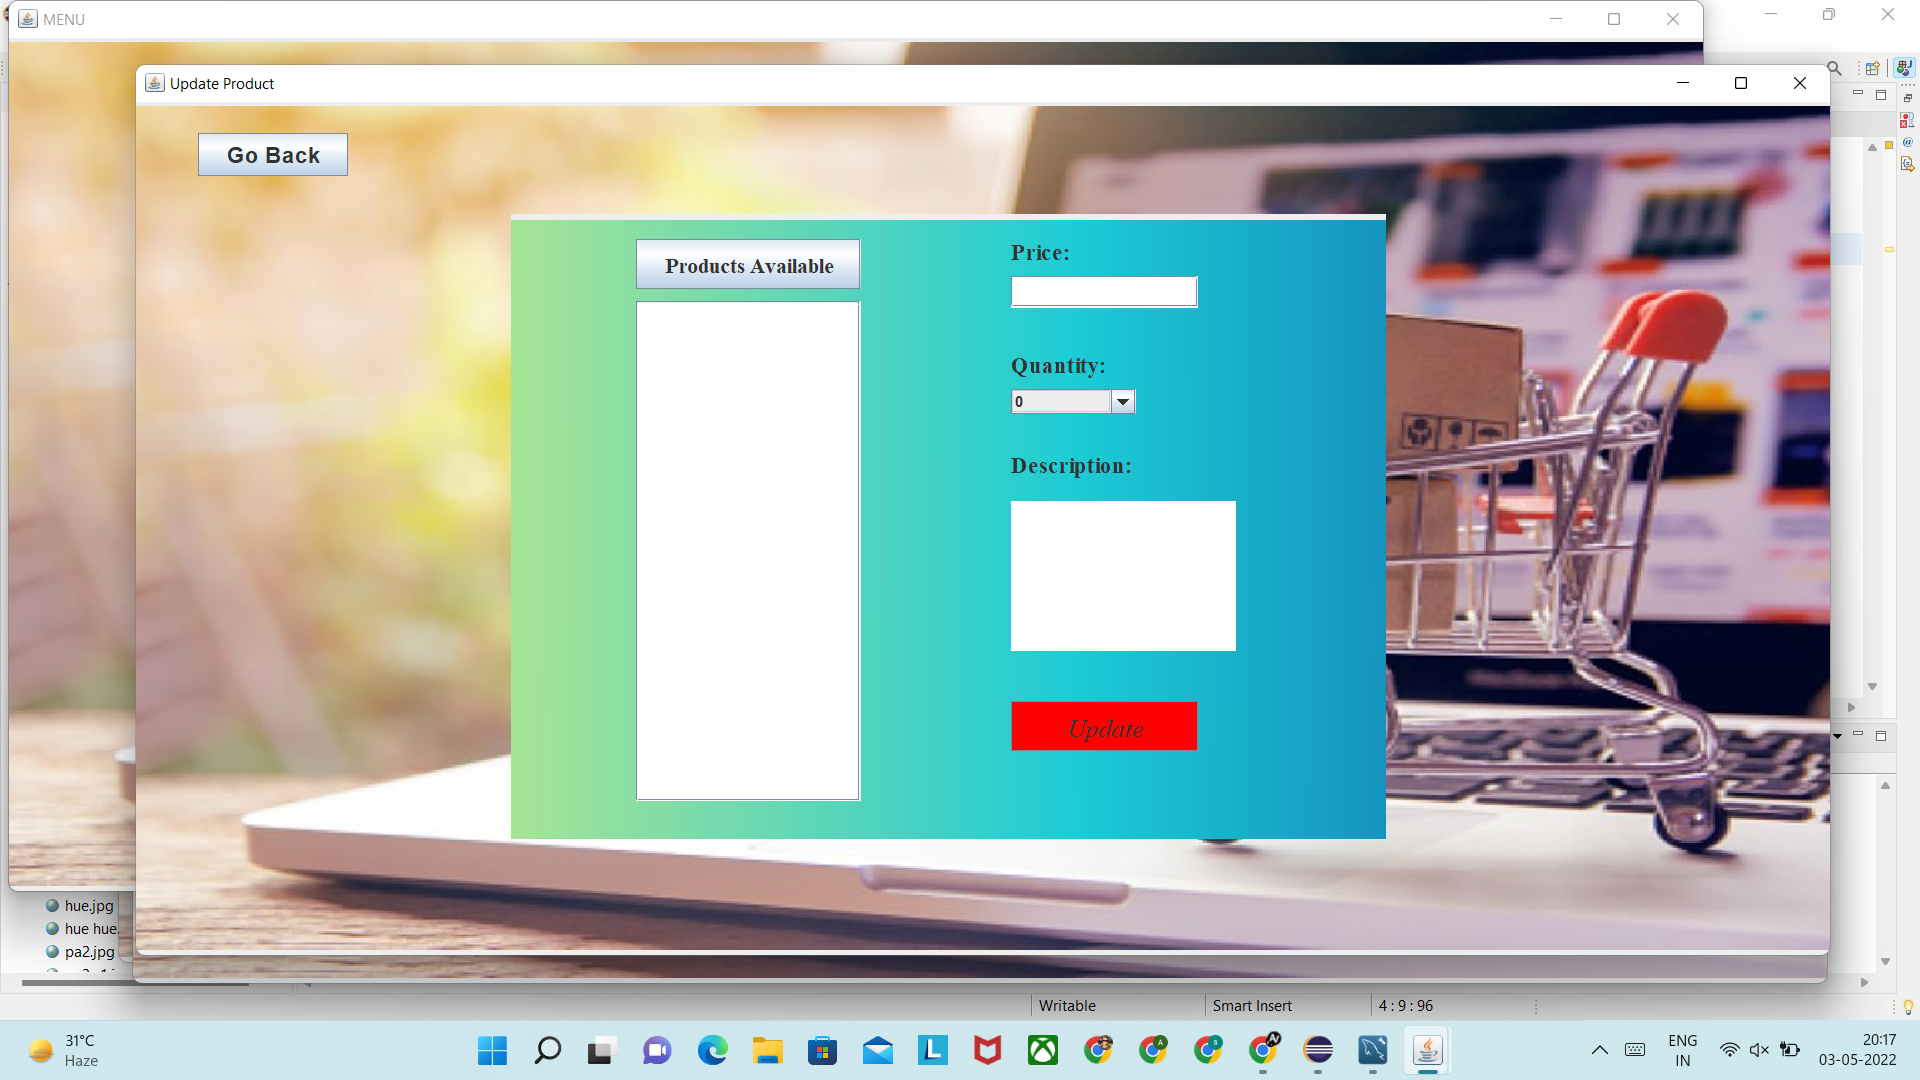 MENU
Update Product
Go Back
Products Available
Price:
Quantity:
0
Description:
Update
hue.jpg
hue hue.
pa2.jpg
Writable
Smart Insert
4 : 9 : 96
31°C
Haze
ENG
IN
20:17
03-05-2022